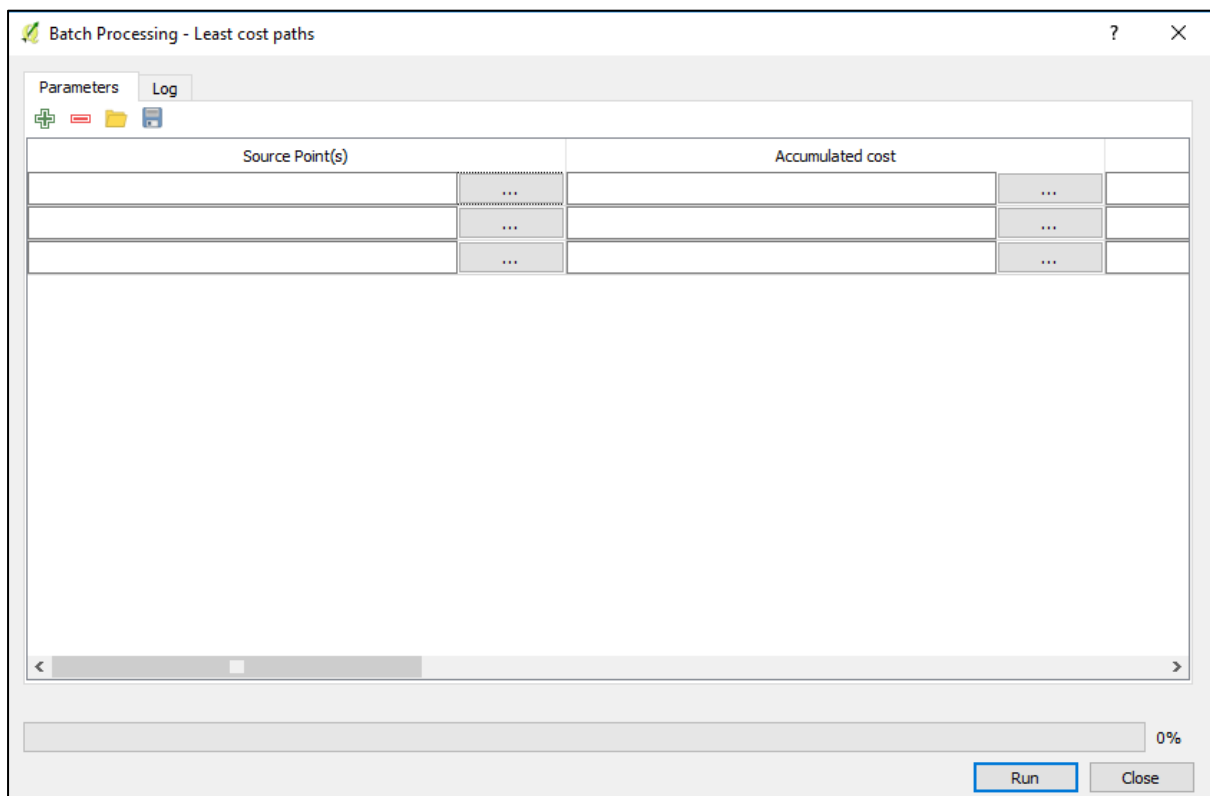 Batch Processing - Least cost paths ?
Parameters Log
Source Point(s) Accumulated cost
... ...
... ...
... ...
0%
Run Close